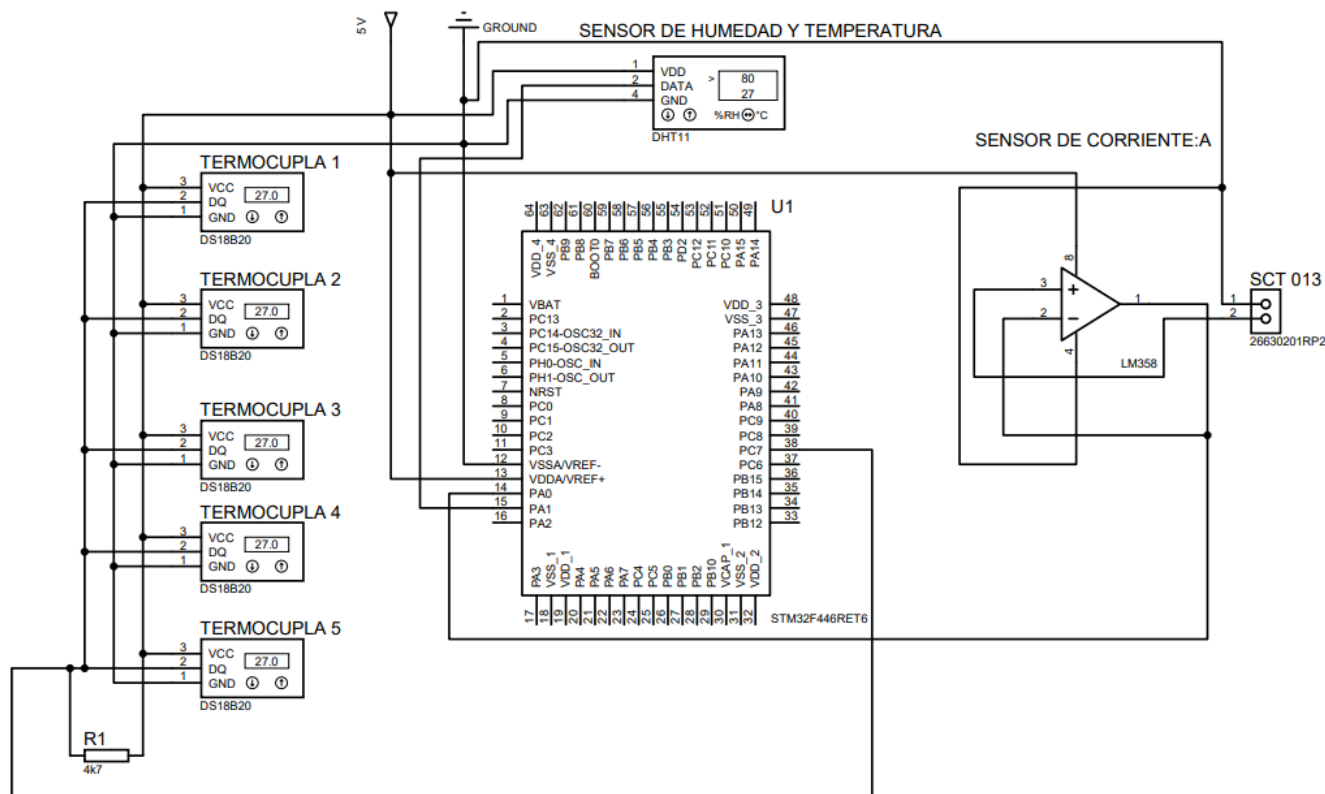 5 V
GROUND
SENSOR DE HUMEDAD Y TEMPERATURA
1 VDD
2 DATA
4 GND
> 80
27
%RH °C
DHT11
SENSOR DE CORRIENTE:A
TERMOCUPLA 1
3 VCC
2 DQ
1 GND
27.0
DS18B20
TERMOCUPLA 2
3 VCC
2 DQ
1 GND
27.0
DS18B20
TERMOCUPLA 3
3 VCC
2 DQ
1 GND
27.0
DS18B20
TERMOCUPLA 4
3 VCC
2 DQ
1 GND
27.0
DS18B20
TERMOCUPLA 5
3 VCC
2 DQ
1 GND
27.0
DS18B20
R1
4k7
U1
64 VDD_4
63 VSS_4
62 PB9
61 PB8
60 BOOT0
59 PB7
58 PB6
57 PB5
56 PB4
55 PB3
54 PD2
53 PC12
52 PC11
51 PC10
50 PA15
49 PA14
1 VBAT
2 PC13
3 PC14-OSC32_IN
4 PC15-OSC32_OUT
5 PH0-OSC_IN
6 PH1-OSC_OUT
7 NRST
8 PC0
9 PC1
10 PC2
11 PC3
12 VSSA/VREF-
13 VDDA/VREF+
14 PA0
15 PA1
16 PA2
VDD_3 48
VSS_3 47
PA13 46
PA12 45
PA11 44
PA10 43
PA9 42
PA8 41
PC9 40
PC8 39
PC7 38
PC6 37
PB15 36
PB14 35
PB13 34
PB12 33
PA3 17
VSS_1 18
VDD_1 19
PA4 20
PA5 21
PA6 22
PA7 23
PC4 24
PC5 25
PB0 26
PB1 27
PB2 28
PB10 29
VCAP_1 30
VSS_2 31
VDD_2 32
STM32F446RET6
8
3 +
2 −
1
4
LM358
SCT 013
1
2
26630201RP2